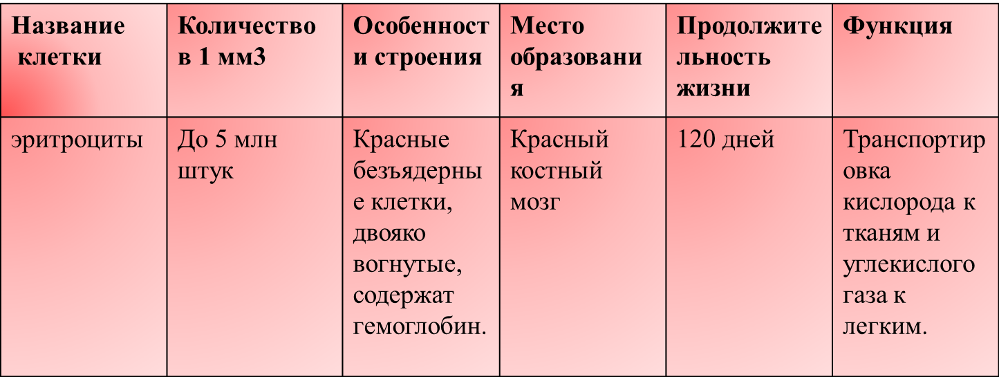 Название
клетки
Количество
в 1 мм3
Особенност
и строения
Место
образовани
я
Продолжите
льность
жизни
Функция
эритроциты
До 5 млн
штук
Красные
безъядерны
е клетки,
двояко
вогнутые,
содержат
гемоглобин.
Красный
костный
мозг
120 дней
Транспортир
овка
кислорода к
тканям и
углекислого
газа к
легким.